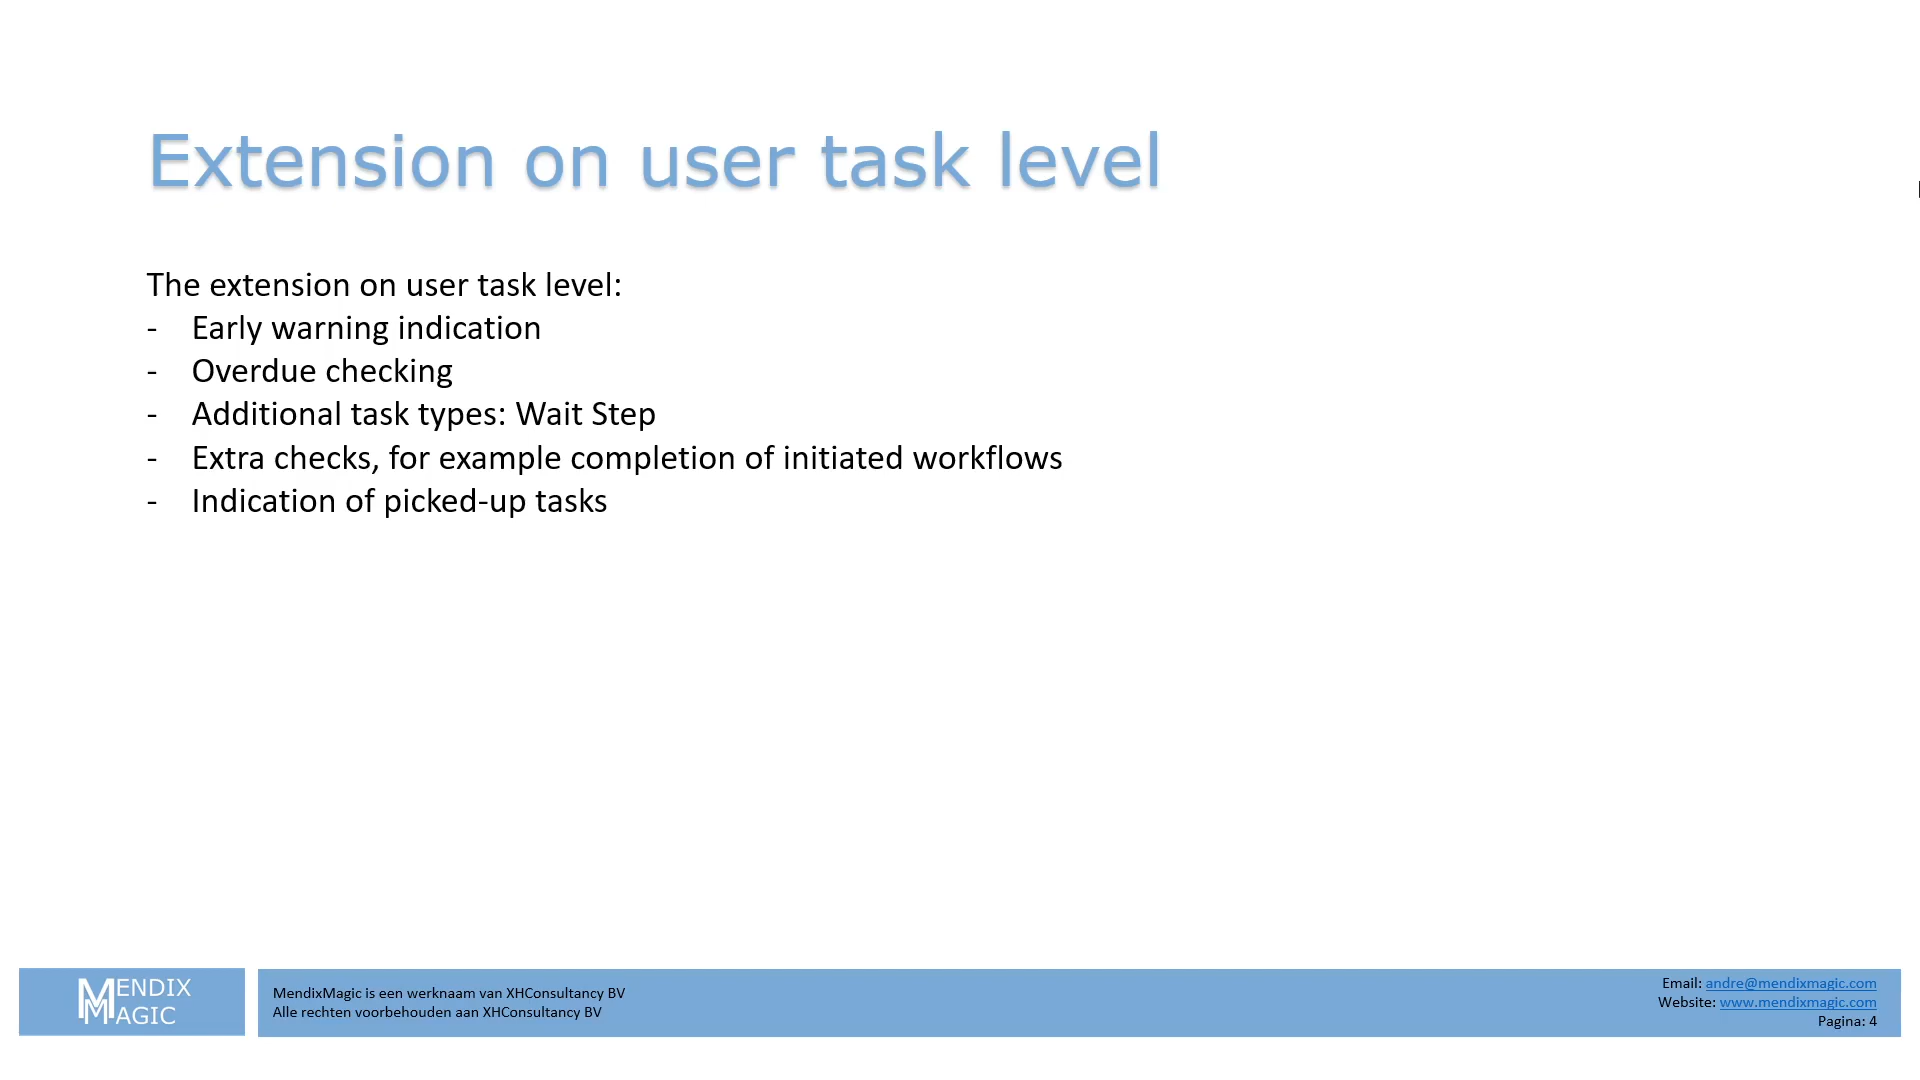 Extension on user task level
The extension on user task level:
- Early warning indication
- Overdue checking
- Additional task types: Wait Step
- Extra checks, for example completion of initiated workflows
- Indication of picked-up tasks
MENDIX
MAGIC
MendixMagic is een werknaam van XHConsultancy BV
Alle rechten voorbehouden aan XHConsultancy BV
Email: andre@mendixmagic.com
Website: www.mendixmagic.com
Pagina: 4